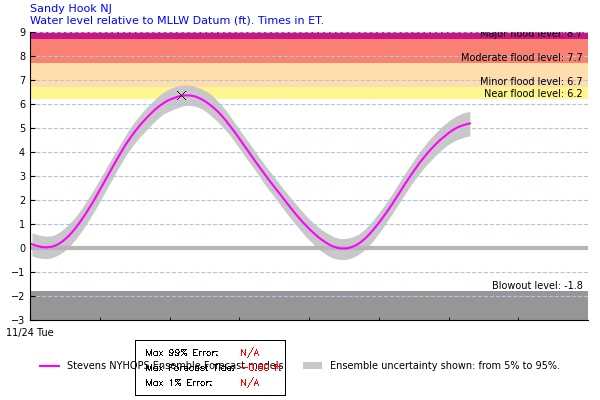 Sandy Hook NJ
Water level relative to MLLW Datum (ft). Times in ET.
9
Major flood level: 8.7
8
Moderate flood level: 7.7
7
Minor flood level: 6.7
Near flood level: 6.2
6
5
4
3
2
1
0
−1
Blowout level: -1.8
−2
−3
11/24 Tue
Max 99% Error: N/A
Stevens NYHOPS Ensemble Forecast models
Max Forecast Tide:
Ensemble uncertainty shown: from 5% to 95%.
Max 1% Error: N/A